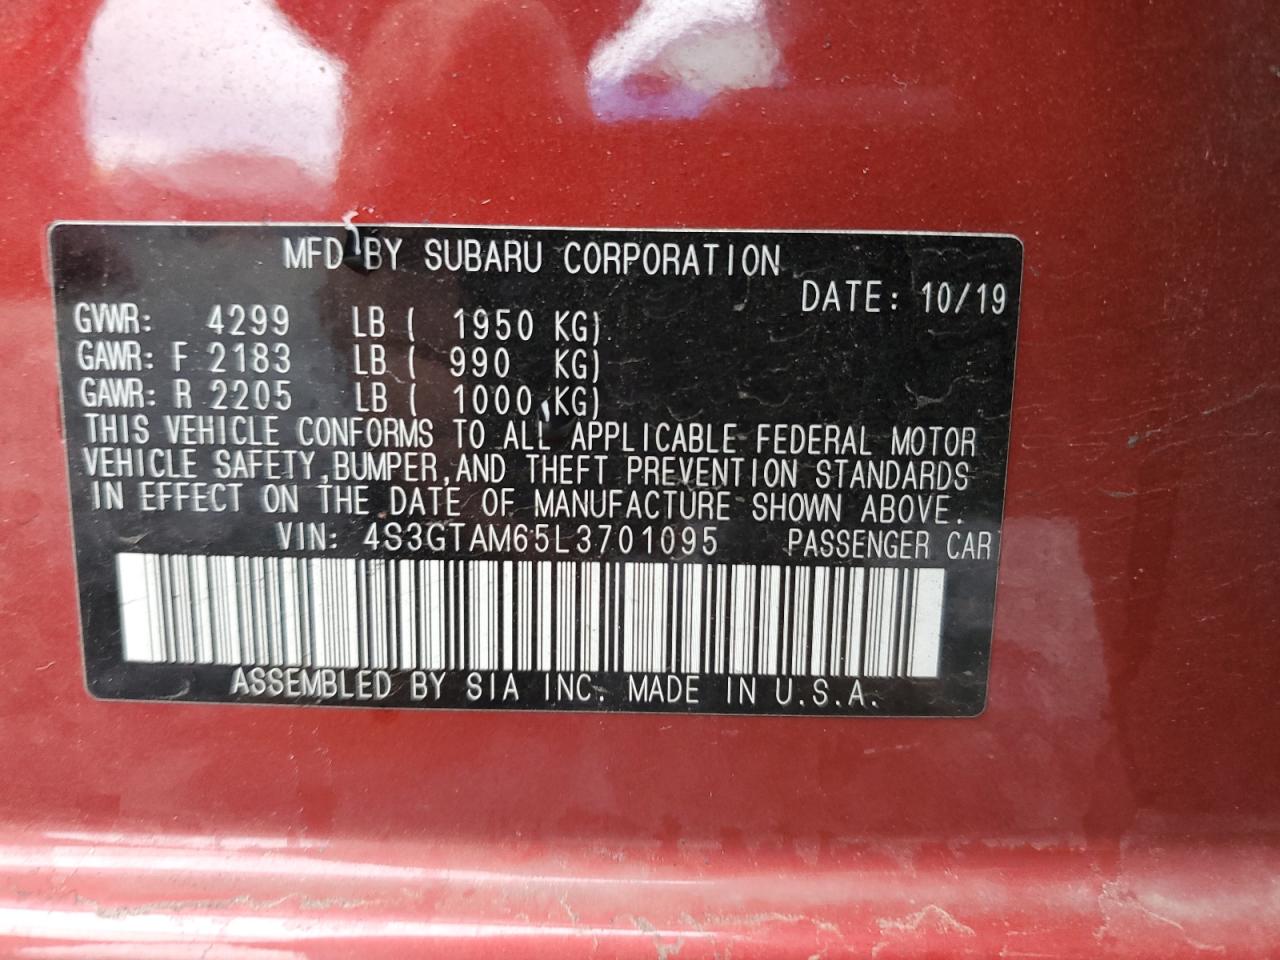 MFD BY SUBARU CORPORATION
DATE: 10/19
GVWR: 4299 LB ( 1950 KG)
GAWR: F 2183 LB ( 990 KG)
GAWR: R 2205 LB ( 1000 KG)
THIS VEHICLE CONFORMS TO ALL APPLICABLE FEDERAL MOTOR
VEHICLE SAFETY,BUMPER,AND THEFT PREVENTION STANDARDS
IN EFFECT ON THE DATE OF MANUFACTURE SHOWN ABOVE.
VIN: 4S3GTAM65L3701095 PASSENGER CAR
ASSEMBLED BY SIA INC. MADE IN U.S.A.